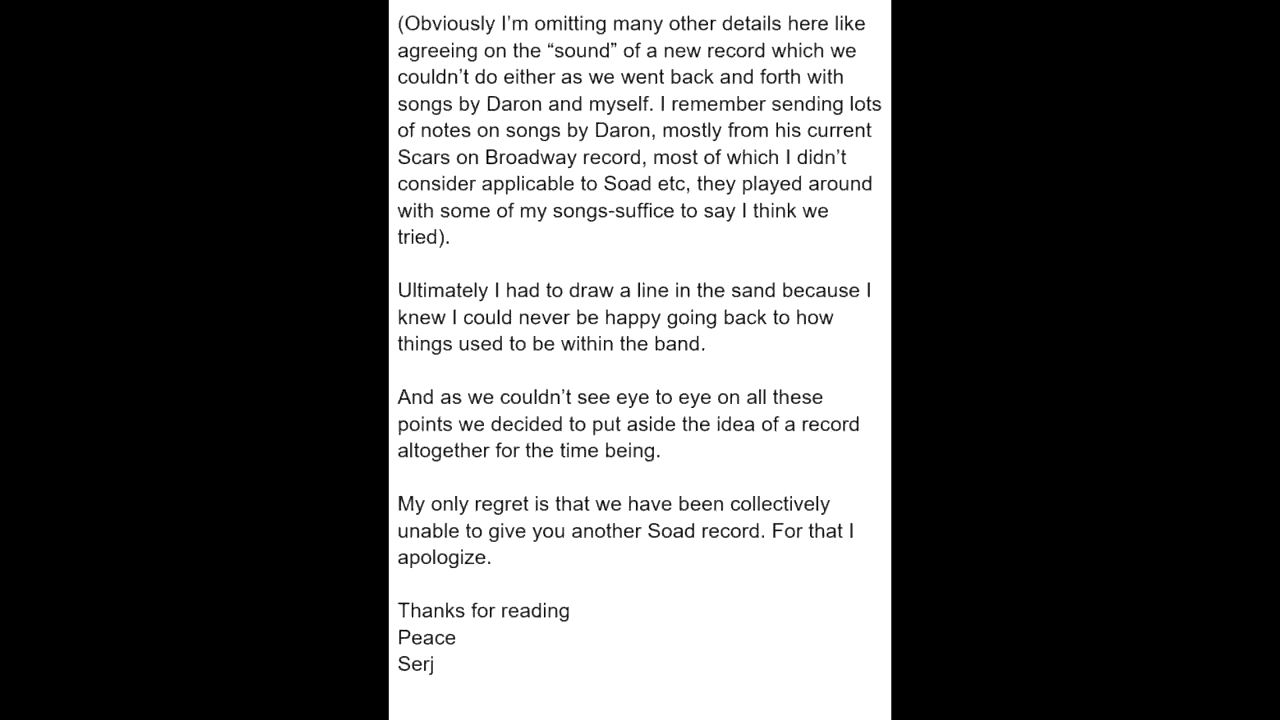 (Obviously I’m omitting many other details here like
agreeing on the “sound” of a new record which we
couldn’t do either as we went back and forth with
songs by Daron and myself. I remember sending lots
of notes on songs by Daron, mostly from his current
Scars on Broadway record, most of which I didn’t
consider applicable to Soad etc, they played around
with some of my songs-suffice to say I think we
tried).
Ultimately I had to draw a line in the sand because I
knew I could never be happy going back to how
things used to be within the band.
And as we couldn’t see eye to eye on all these
points we decided to put aside the idea of a record
altogether for the time being.
My only regret is that we have been collectively
unable to give you another Soad record. For that I
apologize.
Thanks for reading
Peace
Serj